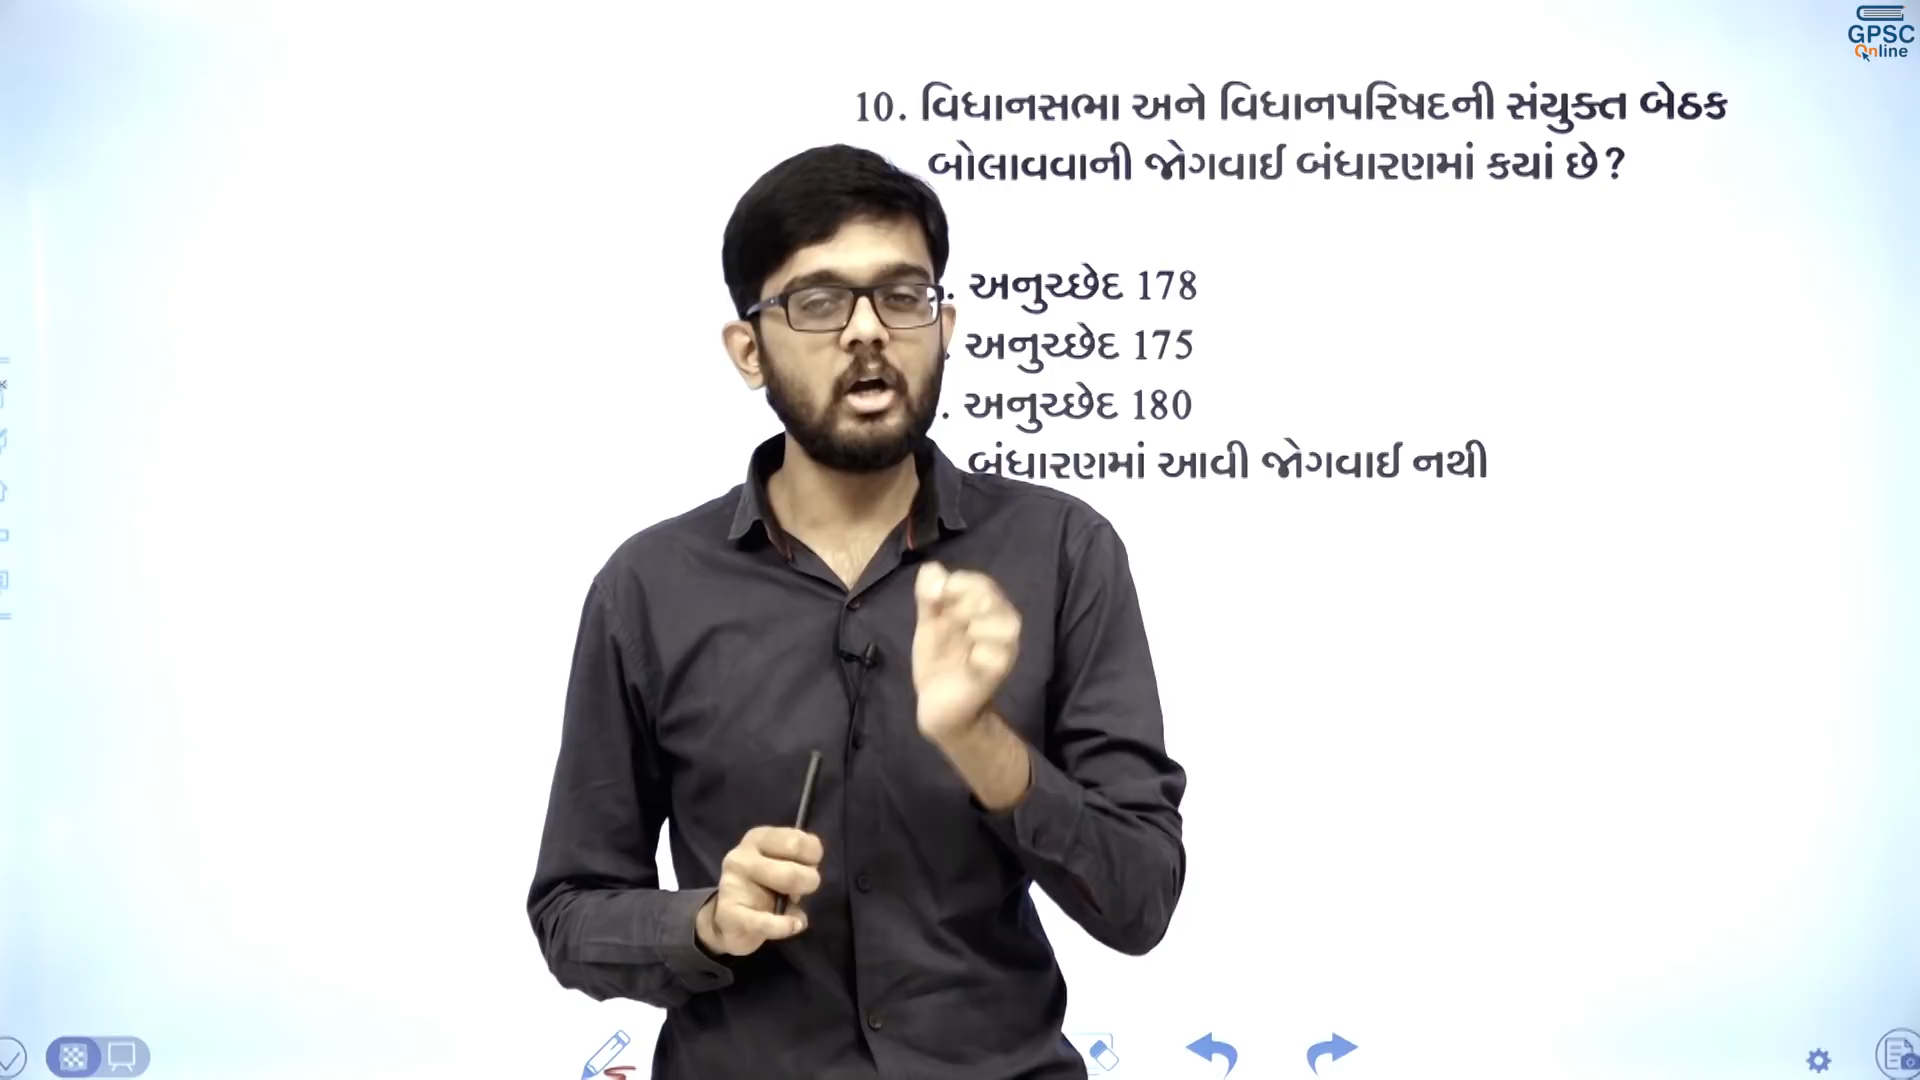 GPSC
Online
10. વિધાનસભા અને વિધાનપરિષદની સંયુક્ત બેઠક
બોલાવવાની જોગવાઈ બંધારણમાં કયાં છે?
. અનુચ્છેદ 178
. અનુચ્છેદ 175
. અનુચ્છેદ 180
બંધારણમાં આવી જોગવાઈ નથી